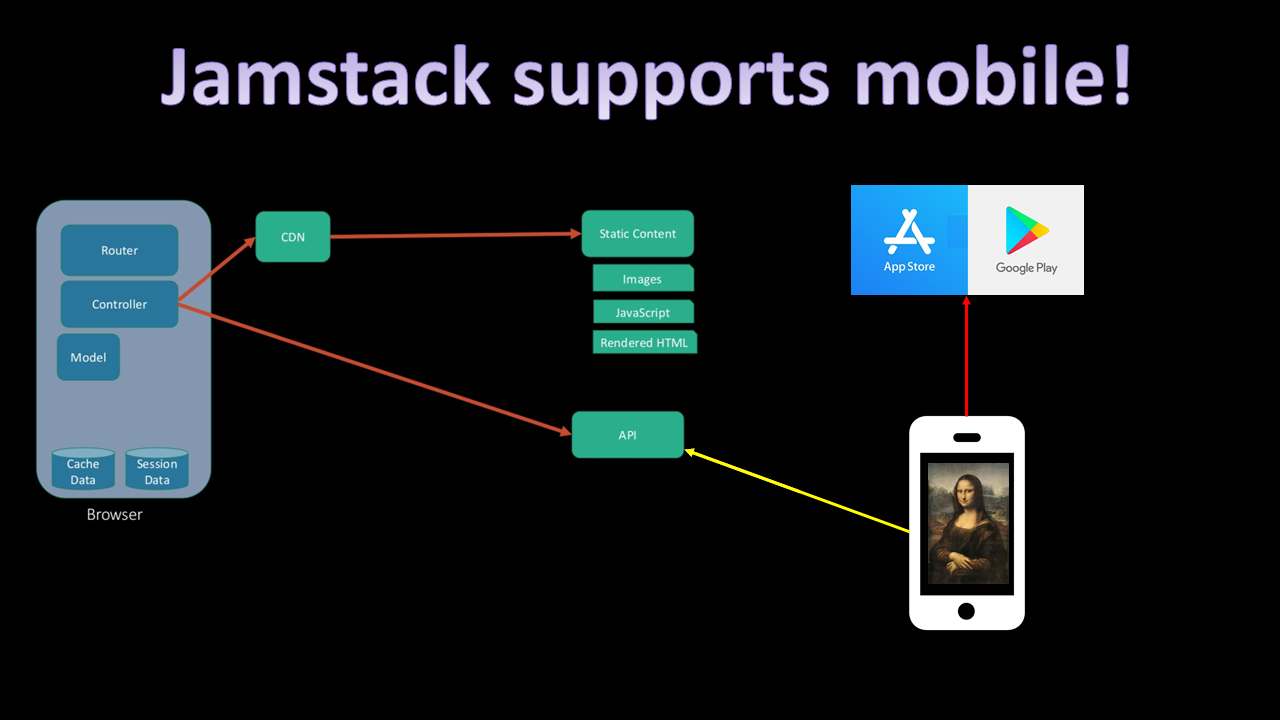 Jamstack supports mobile!
Router
Controller
Model
Cache
Data
Session
Data
Browser
CDN
Static Content
Images
JavaScript
Rendered HTML
API
App Store
Google Play